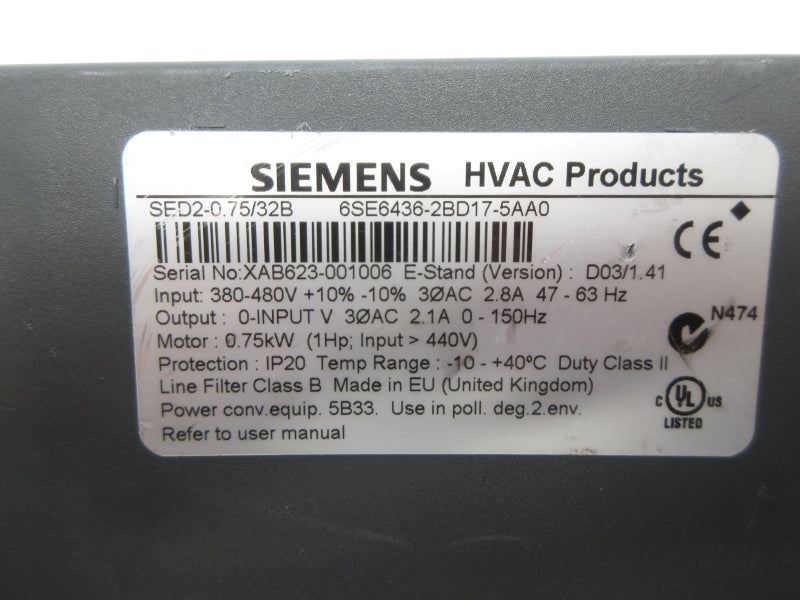 SIEMENS HVAC Products
SED2-0.75/32B 6SE6436-2BD17-5AA0
CE
Serial No:XAB623-001006 E-Stand (Version) : D03/1.41
Input: 380-480V +10% -10% 3ØAC 2.8A 47 - 63 Hz
Output : 0-INPUT V 3ØAC 2.1A 0 - 150Hz
N474
Motor : 0.75kW (1Hp; Input > 440V)
Protection : IP20 Temp Range : -10 - +40ºC Duty Class II
Line Filter Class B Made in EU (United Kingdom)
C UL US
LISTED
Power conv.equip. 5B33. Use in poll. deg.2.env.
Refer to user manual